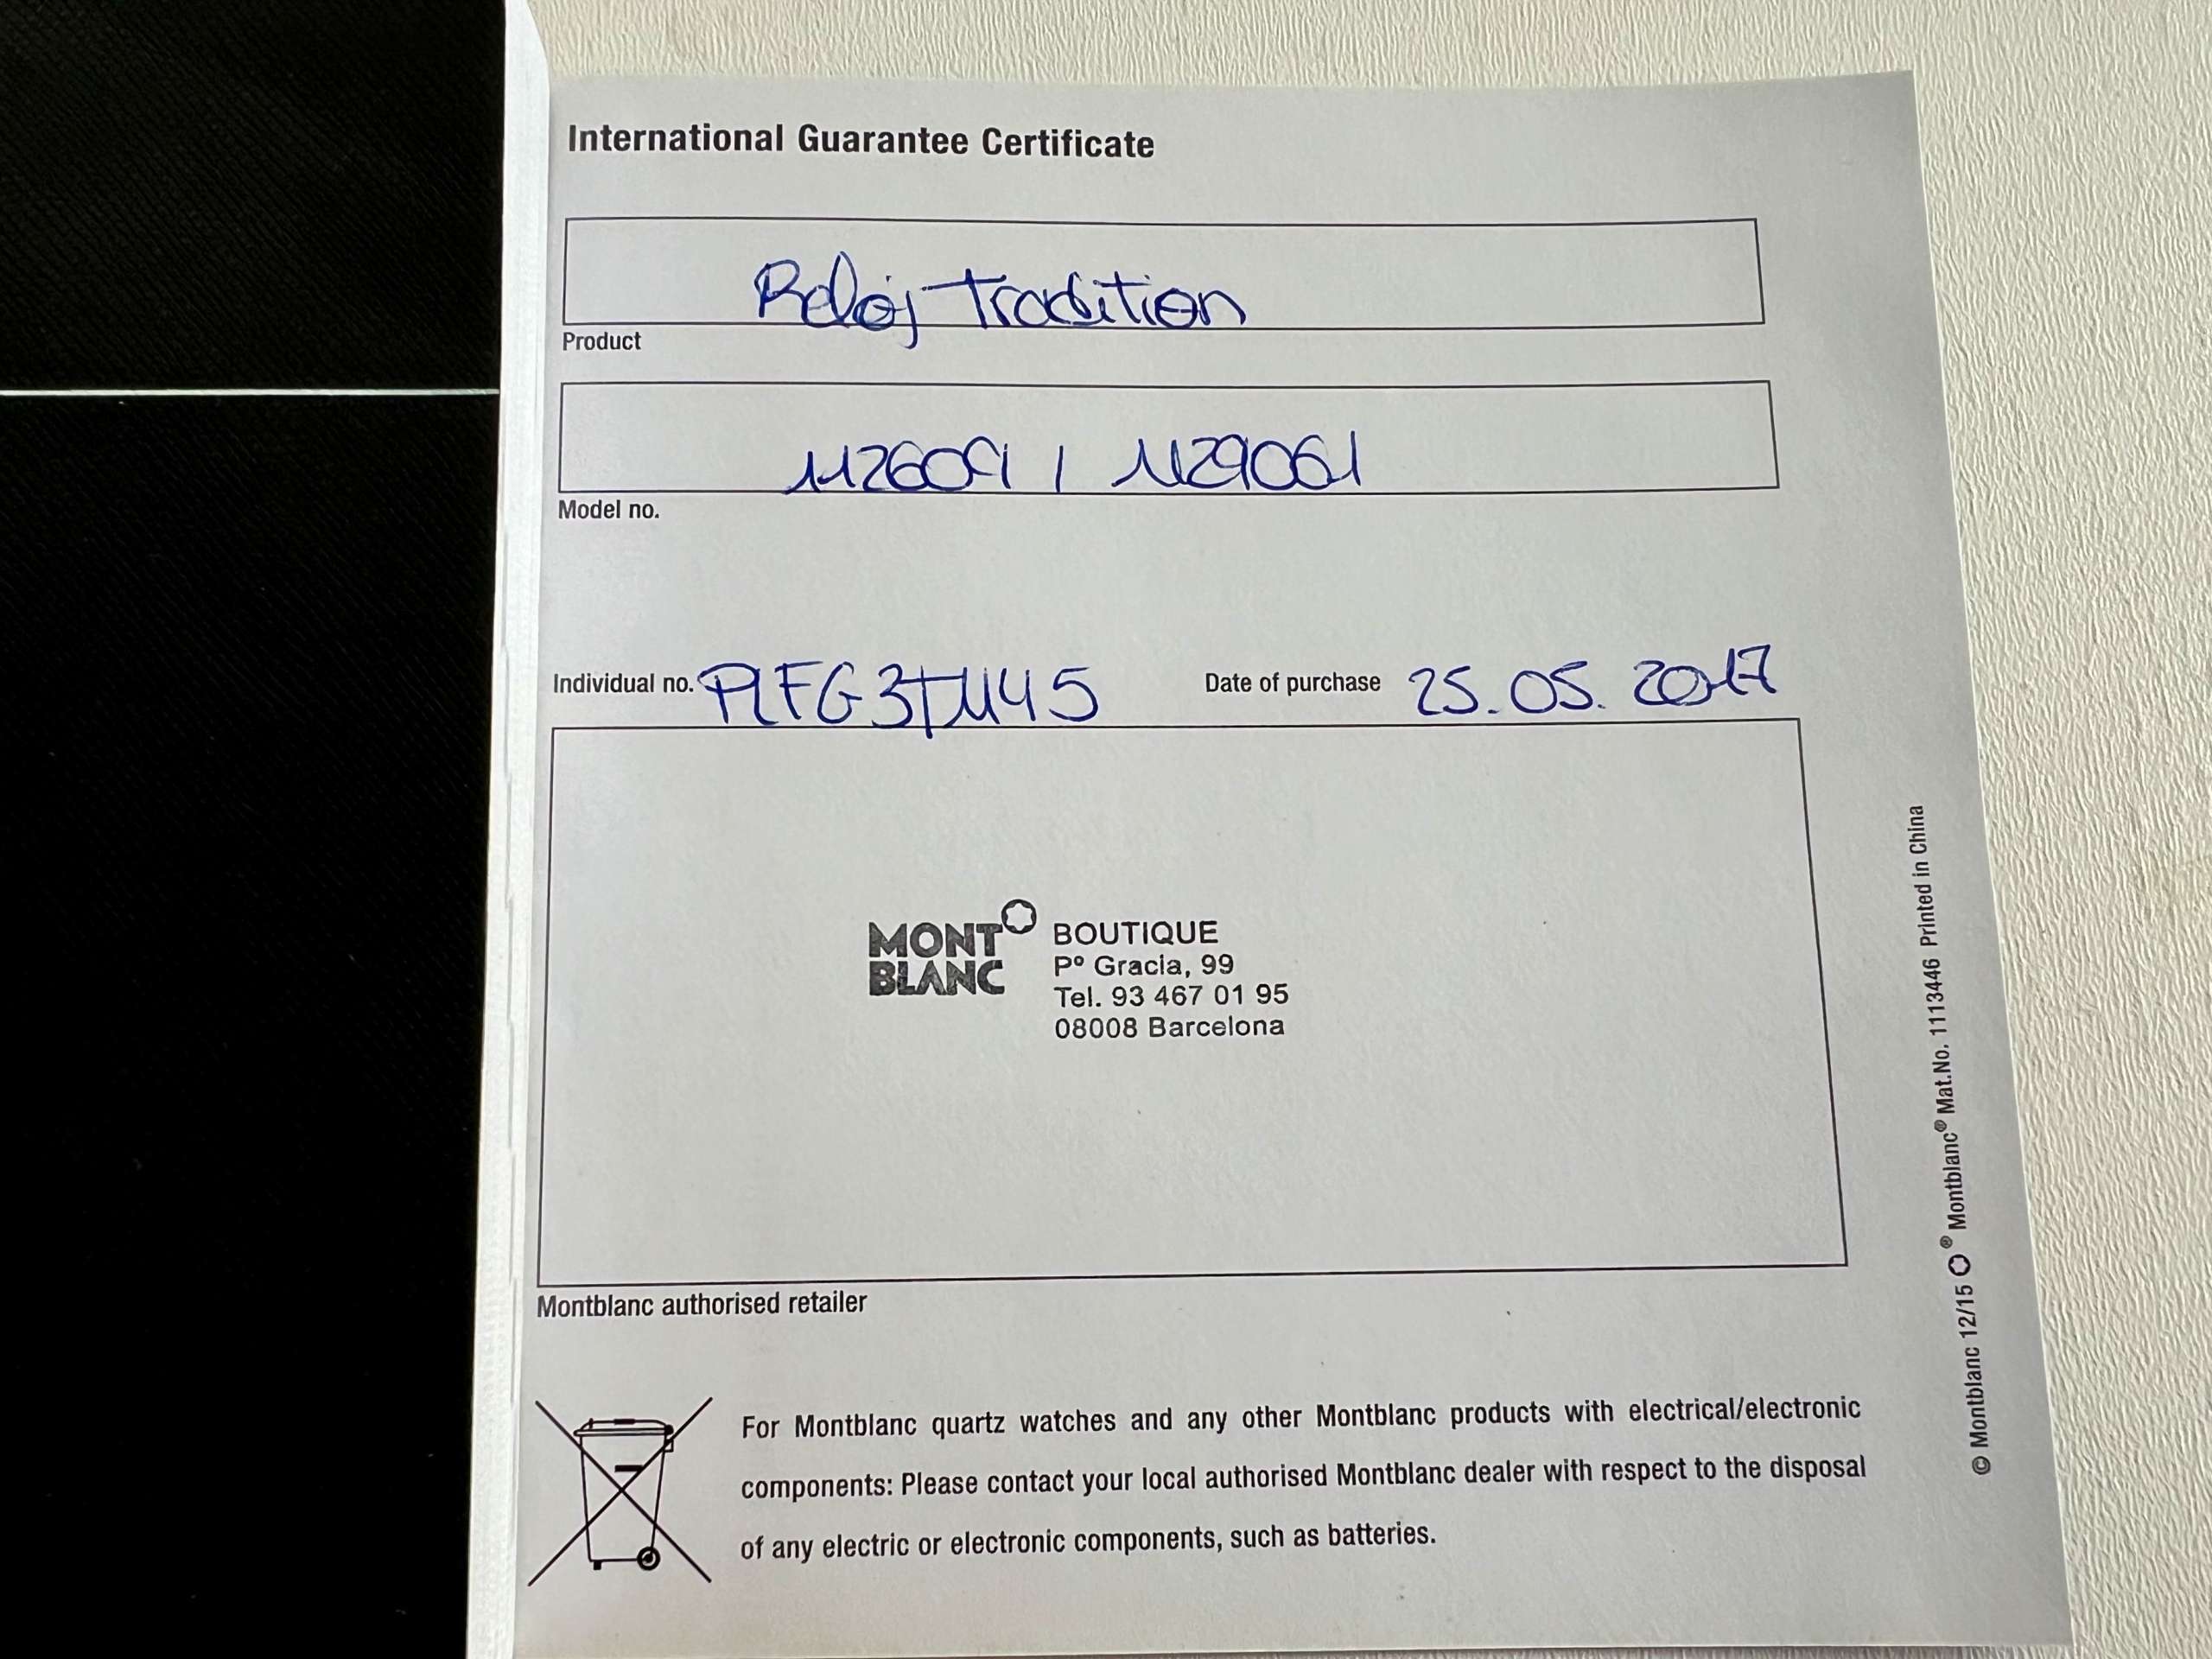 International Guarantee Certificate
Reloj Tradition
Product
112609 / 1129061
Model no.
Individual no. PLFG3TM45 Date of purchase 25.05.2017
MONT
BLANC
BOUTIQUE
Pº Gracia, 99
Tel. 93 467 01 95
08008 Barcelona
Montblanc authorised retailer
For Montblanc quartz watches and any other Montblanc products with electrical/electronic
components: Please contact your local authorised Montblanc dealer with respect to the disposal
of any electric or electronic components, such as batteries.
© Montblanc 12/15 ® Montblanc® Mat.No. 1113446 Printed in China